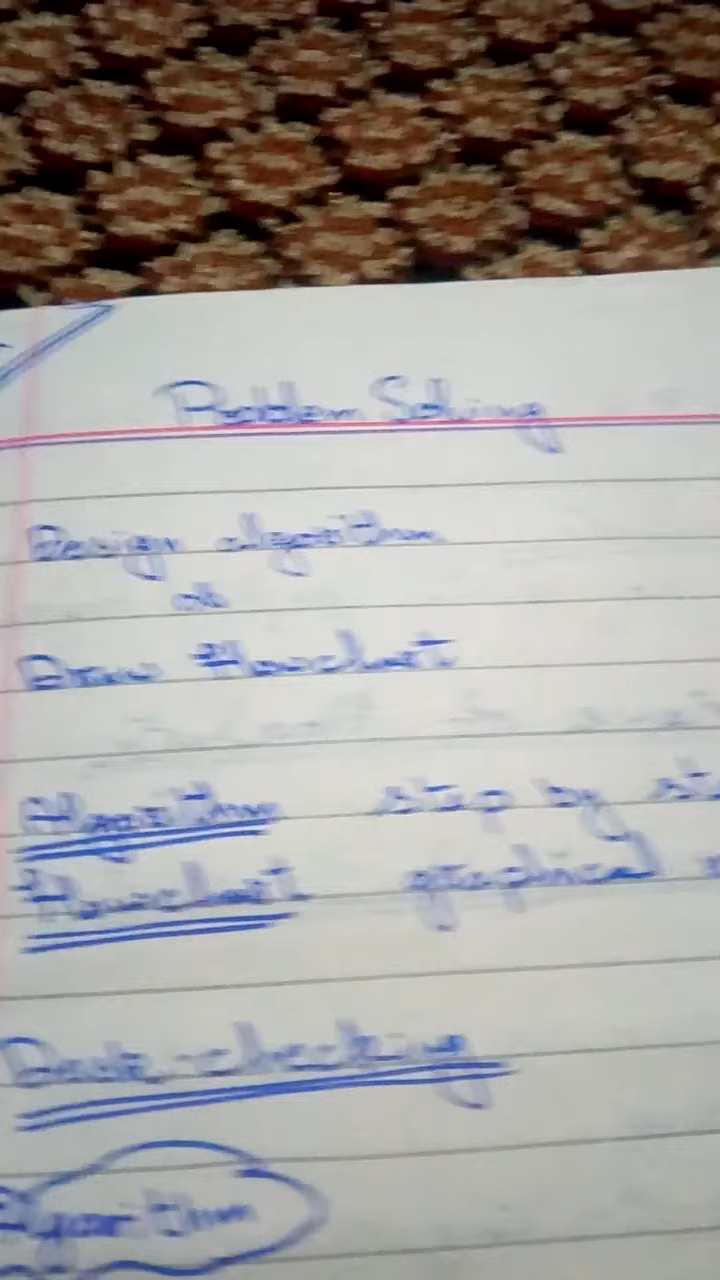 Problem Solving
Design algorithm
or
Draw flowchart
Algorithm step by
Flowchart graphical
Desk-checking
Algorithm